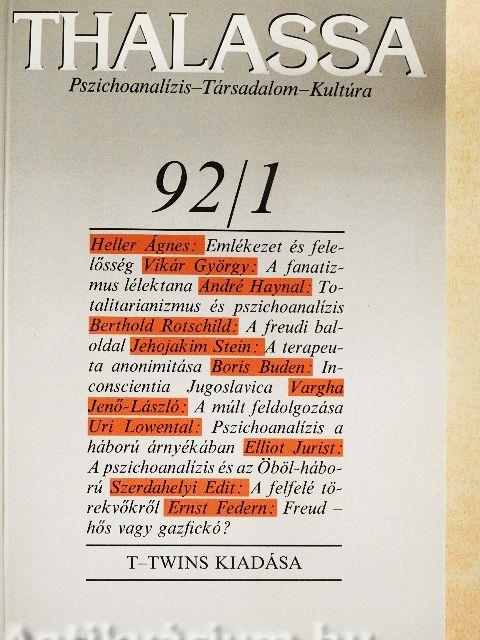 THALASSA
Pszichoanalízis–Társadalom–Kultúra
92/1
Heller Ágnes: Emlékezet és fele-
lősség Vikár György: A fanatiz-
mus lélektana André Haynal: To-
talitarianizmus és pszichoanalízis
Berthold Rotschild: A freudi bal-
oldal Jehojakim Stein: A terapeu-
ta anonimitása Boris Buden: In-
conscientia Jugoslavica Vargha
Jenő-László: A múlt feldolgozása
Uri Lowental: Pszichoanalízis a
háború árnyékában Elliot Jurist:
A pszichoanalízis és az Öböl-hábo-
rú Szerdahelyi Edit: A felfelé tö-
rekvőkről Ernst Federn: Freud –
hős vagy gazfickó?
T–TWINS KIADÁSA